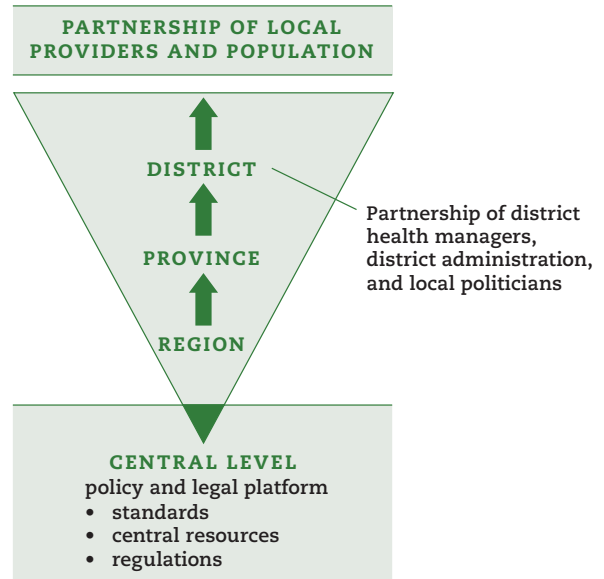 PARTNERSHIP OF LOCAL
PROVIDERS AND POPULATION
DISTRICT
Partnership of district
health managers,
district administration,
and local politicians
PROVINCE
REGION
CENTRAL LEVEL
policy and legal platform
• standards
• central resources
• regulations